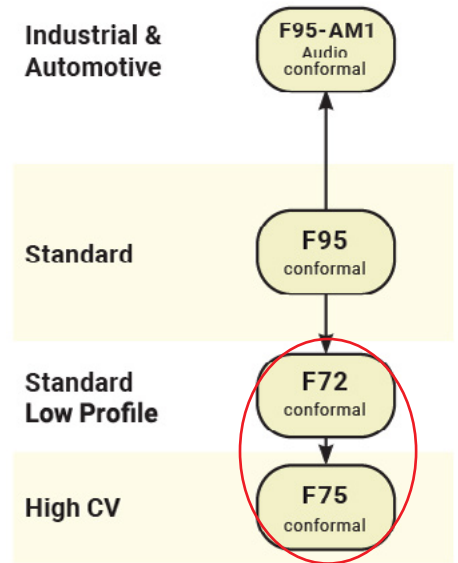 Industrial &
Automotive
F95-AM1
Audio
conformal
Standard
F95
conformal
Standard
Low Profile
F72
conformal
High CV
F75
conformal